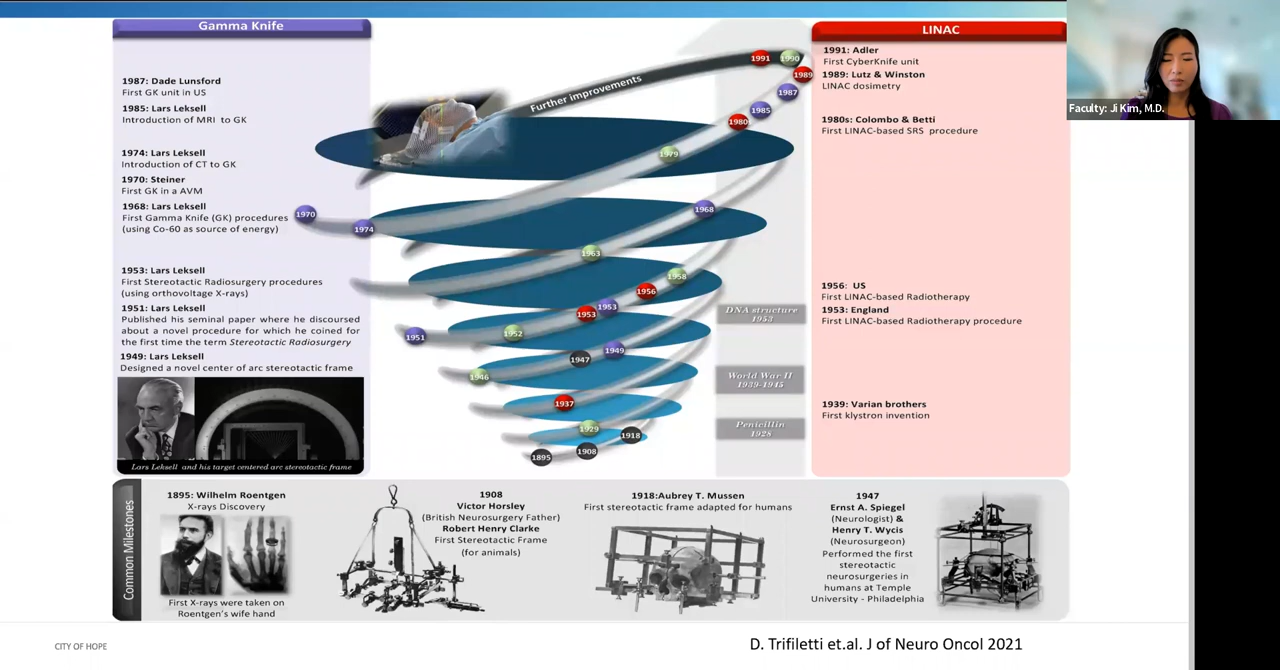 Gamma Knife
1987: Dade Lunsford
First GK unit in US
1985: Lars Leksell
Introduction of MRI to GK
1974: Lars Leksell
Introduction of CT to GK
1970: Steiner
First GK in a AVM
1968: Lars Leksell
First Gamma Knife (GK) procedures
(using Co-60 as source of energy)
1953: Lars Leksell
First Stereotactic Radiosurgery procedures
(using orthovoltage X-rays)
1951: Lars Leksell
Published his seminal paper where he discoursed
about a novel procedure for which he coined for
the first time the term Stereotactic Radiosurgery
1949: Lars Leksell
Designed a novel center of arc stereotactic frame
Lars Leksell and his target centered arc stereotactic frame
Further improvements
1991
1990
1989
1987
1985
1980
1979
1970
1974
1968
1963
1958
1956
1953
1953
1951
1952
1949
1947
1946
1937
1929
1918
1908
1895
DNA structure
1953
World War II
1939-1945
Penicillin
1928
LINAC
1991: Adler
First CyberKnife unit
1989: Lutz & Winston
LINAC dosimetry
1980s: Colombo & Betti
First LINAC-based SRS procedure
1956: US
First LINAC-based Radiotherapy
1953: England
First LINAC-based Radiotherapy procedure
1939: Varian brothers
First klystron invention
Faculty: Ji Kim, M.D.
Common Milestones
1895: Wilhelm Roentgen
X-rays Discovery
First X-rays were taken on
Roentgen's wife hand
1908
Victor Horsley
(British Neurosurgery Father)
Robert Henry Clarke
First Stereotactic Frame
(for animals)
1918:Aubrey T. Mussen
First stereotactic frame adapted for humans
1947
Ernst A. Spiegel
(Neurologist) &
Henry T. Wycis
(Neurosurgeon)
Performed the first
stereotactic
neurosurgeries in
humans at Temple
University - Philadelphia
CITY OF HOPE
D. Trifiletti et.al. J of Neuro Oncol 2021